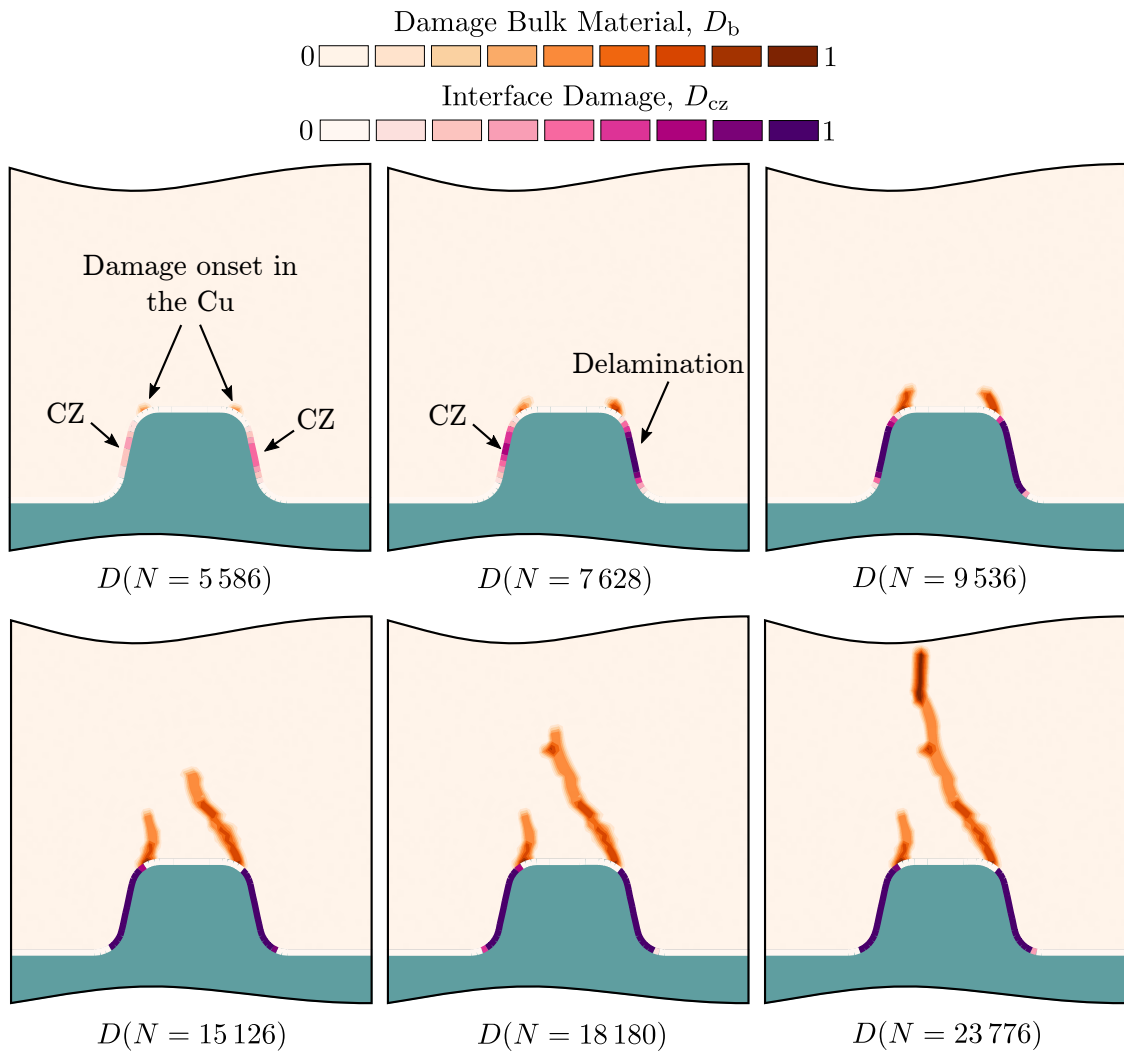 Damage Bulk Material, D_b
0 1
Interface Damage, D_cz
0 1
Damage onset in
the Cu
CZ
CZ
Delamination
CZ
D(N = 5 586)
D(N = 7 628)
D(N = 9 536)
D(N = 15 126)
D(N = 18 180)
D(N = 23 776)